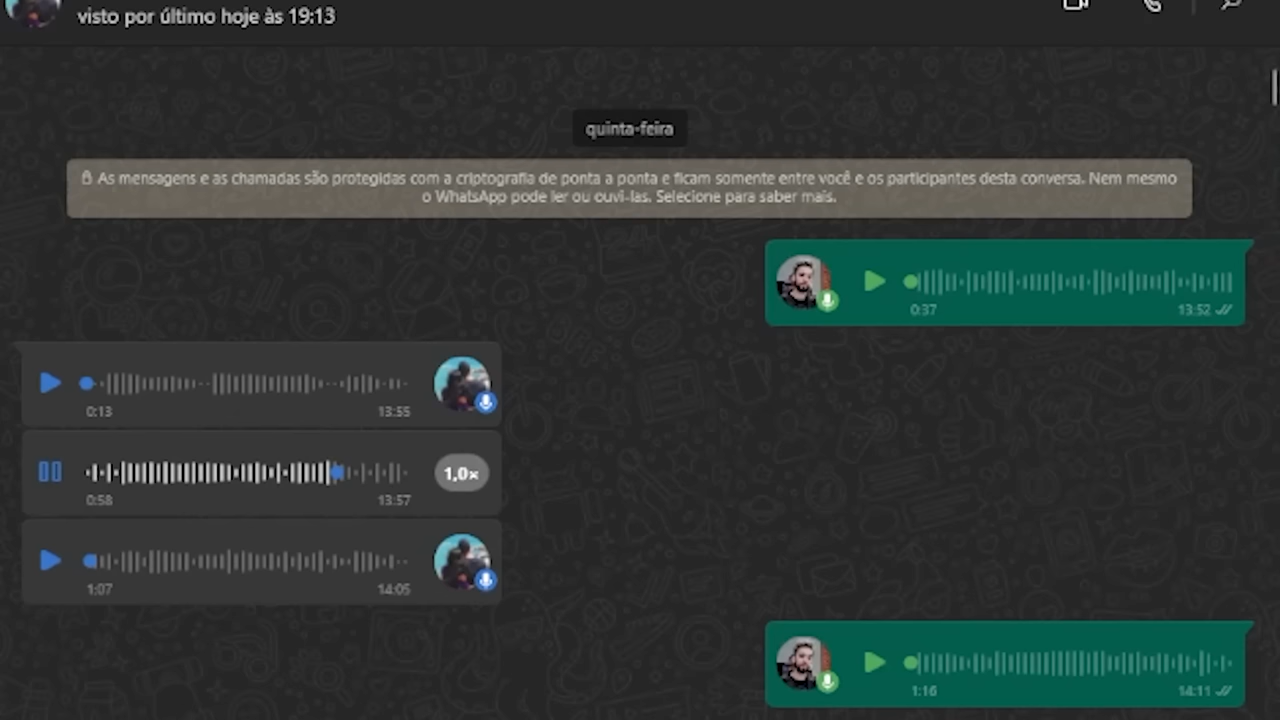 visto por último hoje às 19:13
quinta-feira
As mensagens e as chamadas são protegidas com a criptografia de ponta a ponta e ficam somente entre você e os participantes desta conversa. Nem mesmo
o WhatsApp pode ler ou ouvi-las. Selecione para saber mais.
0:37 13:52
0:13 13:55
1,0×
0:58 13:57
1:07 14:05
1:16 14:11